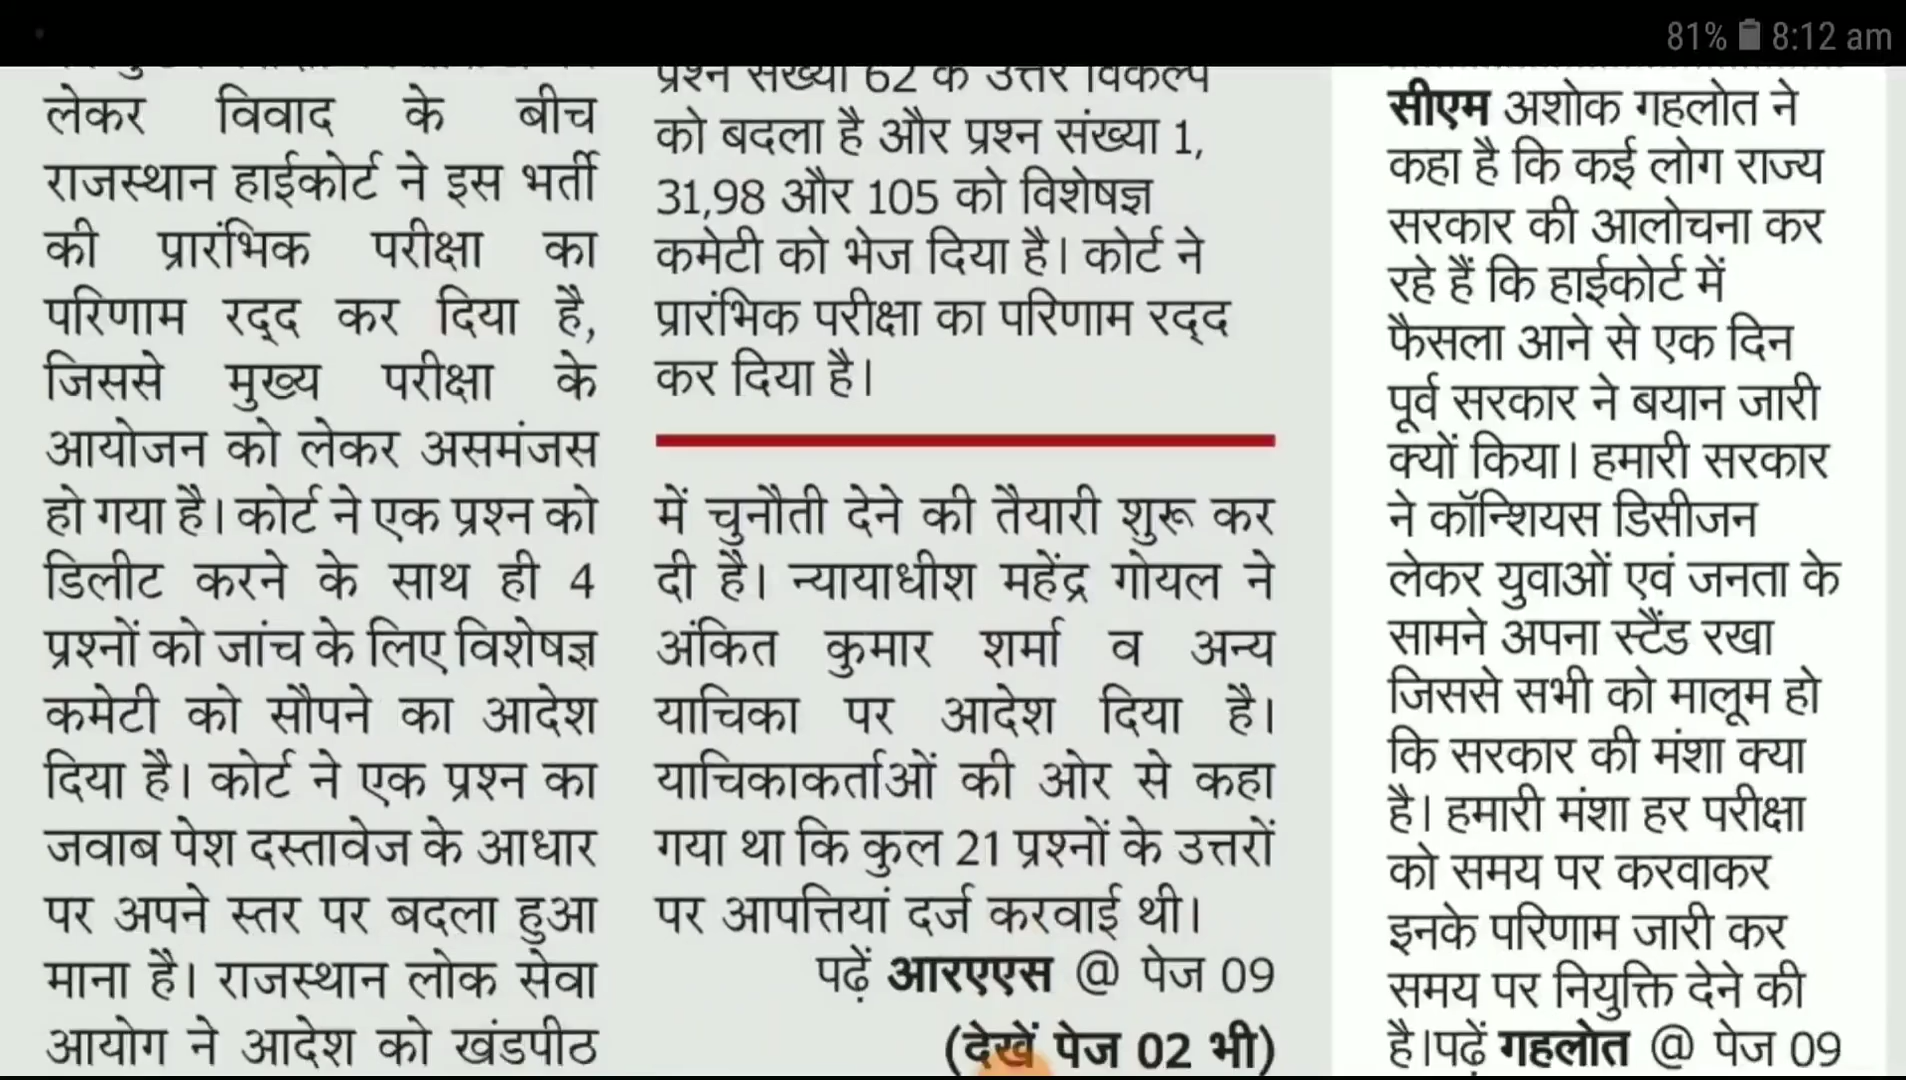 81% 8:12 am
लेकर विवाद के बीच
राजस्थान हाईकोर्ट ने इस भर्ती
की प्रारंभिक परीक्षा का
परिणाम रद्द कर दिया है,
जिससे मुख्य परीक्षा के
आयोजन को लेकर असमंजस
हो गया है। कोर्ट ने एक प्रश्न को
डिलीट करने के साथ ही 4
प्रश्नों को जांच के लिए विशेषज्ञ
कमेटी को सौपने का आदेश
दिया है। कोर्ट ने एक प्रश्न का
जवाब पेश दस्तावेज के आधार
पर अपने स्तर पर बदला हुआ
माना है। राजस्थान लोक सेवा
आयोग ने आदेश को खंडपीठ
प्रश्न संख्या 62 के उत्तर विकल्प
को बदला है और प्रश्न संख्या 1,
31,98 और 105 को विशेषज्ञ
कमेटी को भेज दिया है। कोर्ट ने
प्रारंभिक परीक्षा का परिणाम रद्द
कर दिया है।
में चुनौती देने की तैयारी शुरू कर
दी है। न्यायाधीश महेंद्र गोयल ने
अंकित कुमार शर्मा व अन्य
याचिका पर आदेश दिया है।
याचिकाकर्ताओं की ओर से कहा
गया था कि कुल 21 प्रश्नों के उत्तरों
पर आपत्तियां दर्ज करवाई थी।
पढ़ें आरएएस @ पेज 09
(देखें पेज 02 भी)
सीएम अशोक गहलोत ने
कहा है कि कई लोग राज्य
सरकार की आलोचना कर
रहे हैं कि हाईकोर्ट में
फैसला आने से एक दिन
पूर्व सरकार ने बयान जारी
क्यों किया। हमारी सरकार
ने कॉन्शियस डिसीजन
लेकर युवाओं एवं जनता के
सामने अपना स्टैंड रखा
जिससे सभी को मालूम हो
कि सरकार की मंशा क्या
है। हमारी मंशा हर परीक्षा
को समय पर करवाकर
इनके परिणाम जारी कर
समय पर नियुक्ति देने की
है।पढ़ें गहलोत @ पेज 09